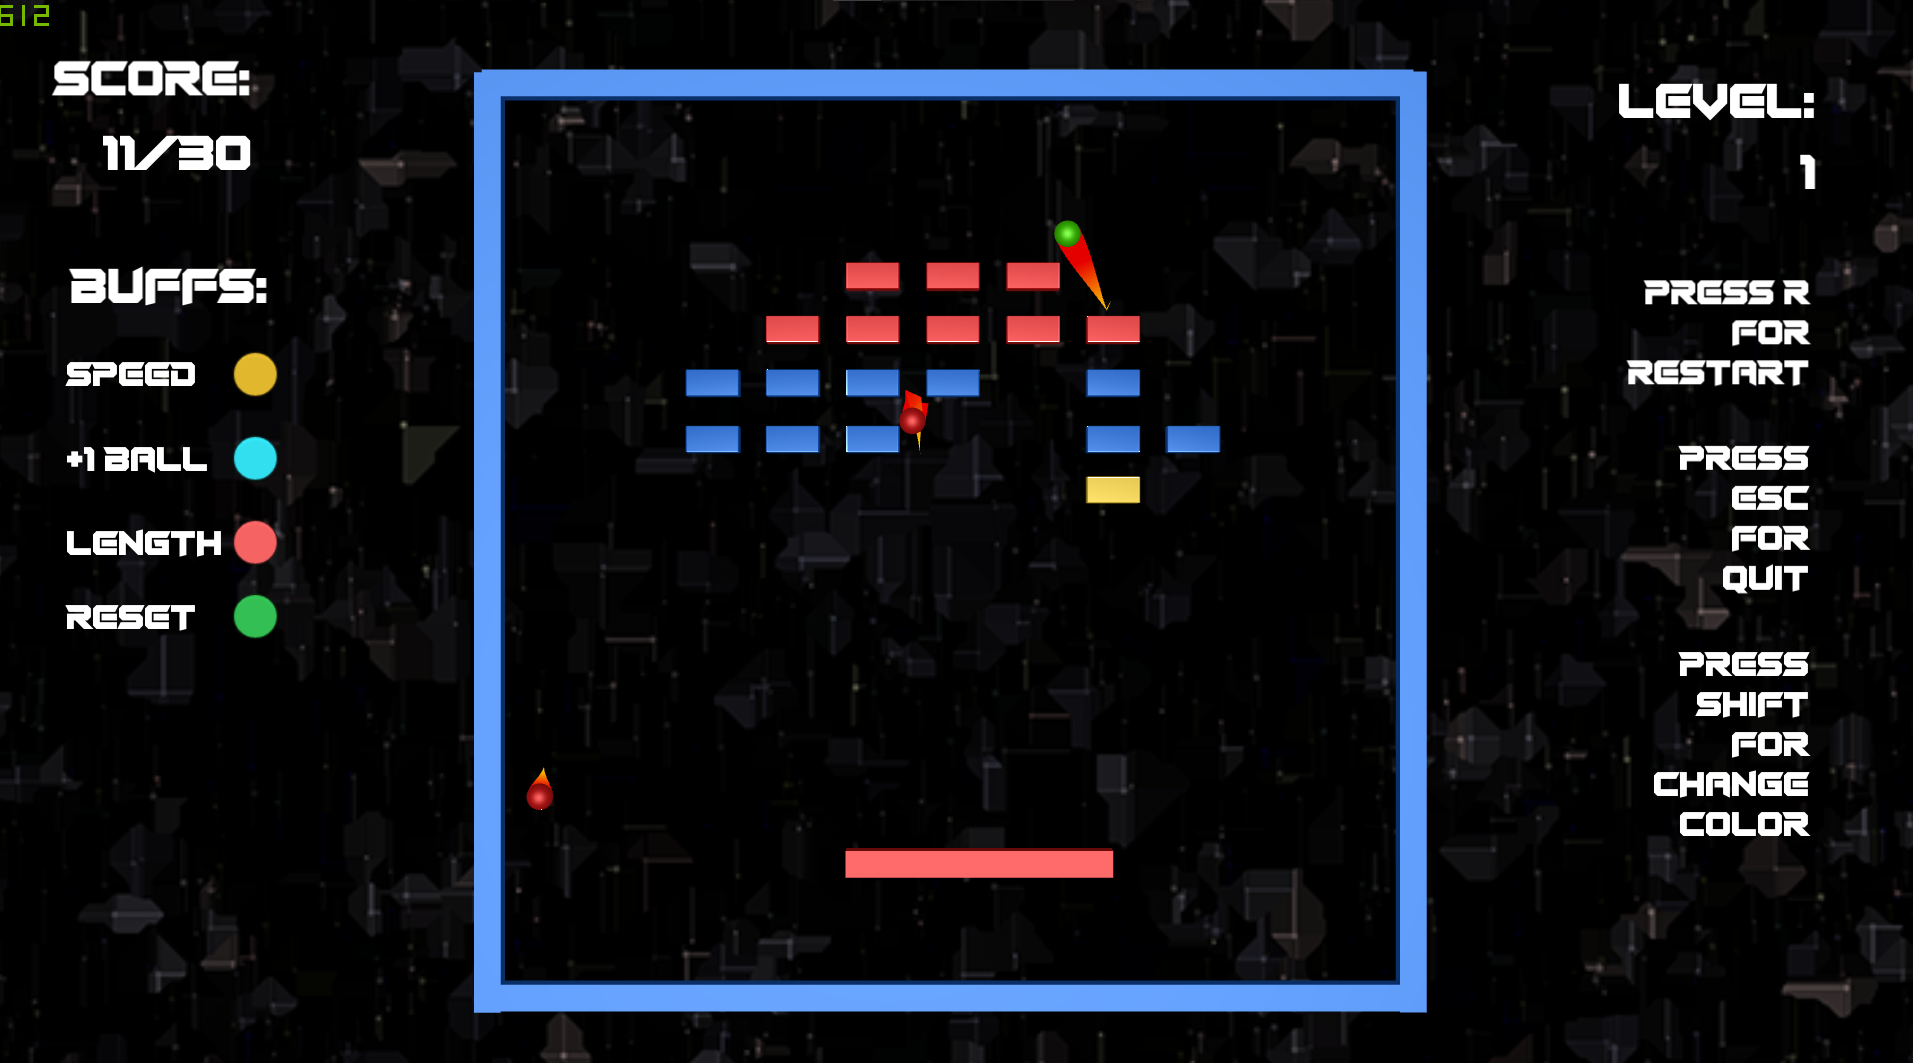 612
SCORE:
11/30
BUFFS:
SPEED
+1 BALL
LENGTH
RESET
LEVEL:
1
PRESS R
FOR
RESTART
PRESS
ESC
FOR
QUIT
PRESS
SHIFT
FOR
CHANGE
COLOR